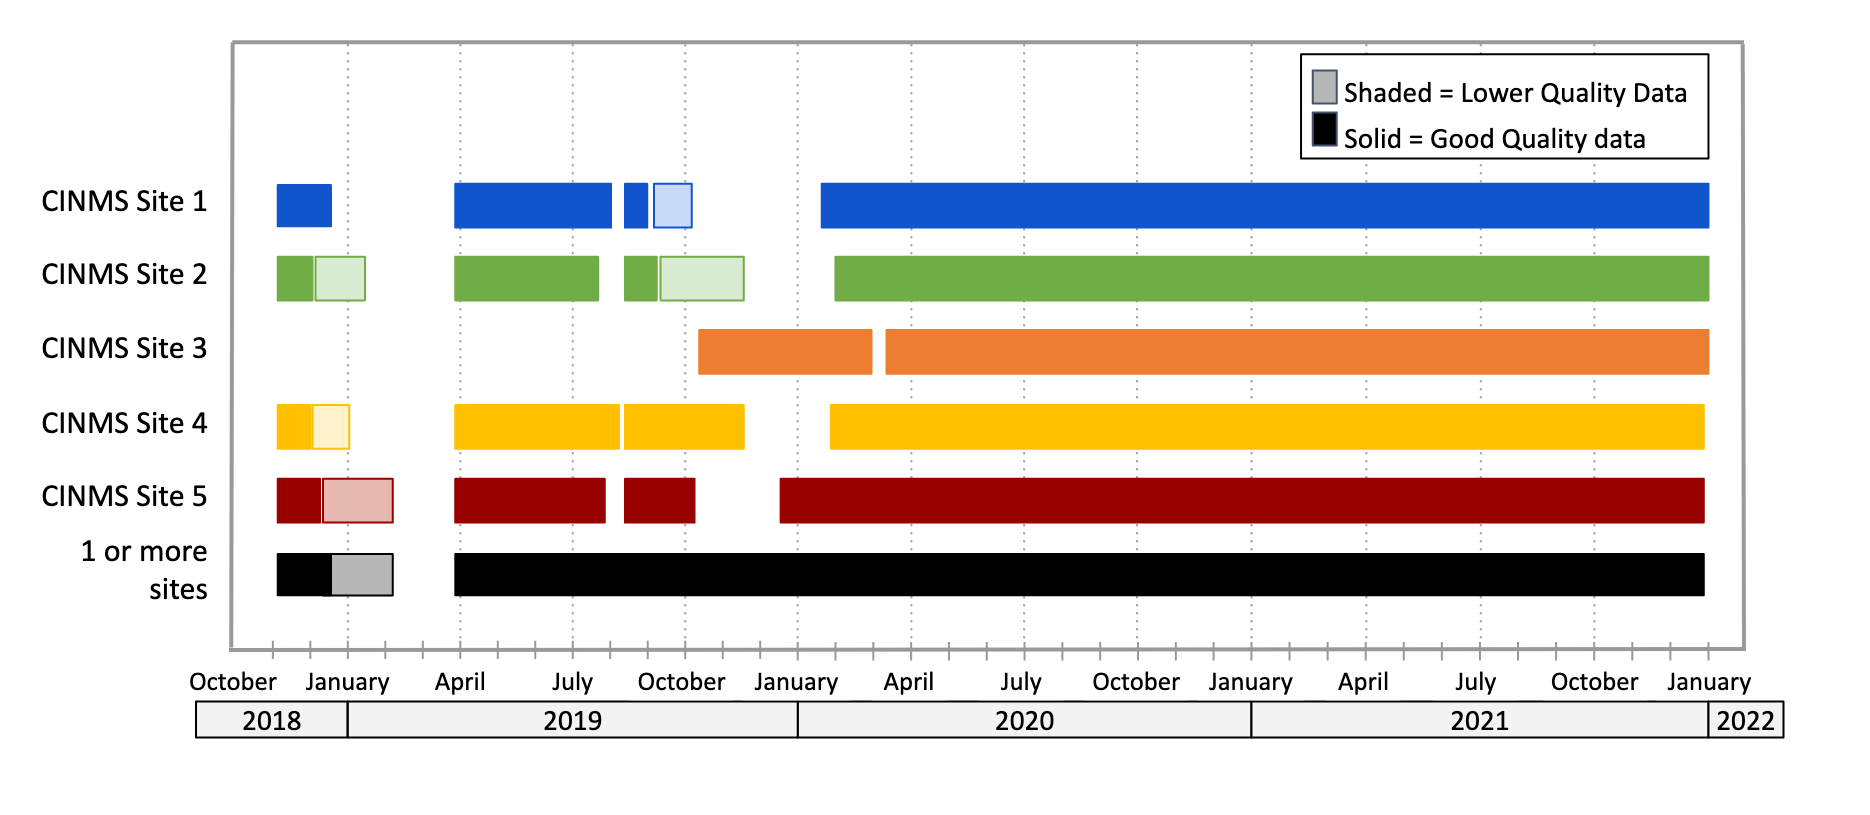 Shaded = Lower Quality Data
Solid = Good Quality data
CINMS Site 1
CINMS Site 2
CINMS Site 3
CINMS Site 4
CINMS Site 5
1 or more
sites
October January April July October January April July October January April July October January
2018 2019 2020 2021 2022